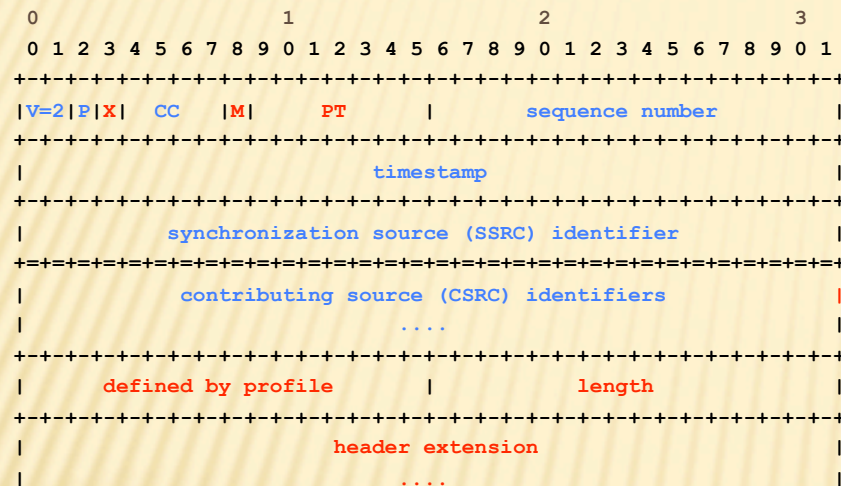 0                   1                   2                   3
0 1 2 3 4 5 6 7 8 9 0 1 2 3 4 5 6 7 8 9 0 1 2 3 4 5 6 7 8 9 0 1
+-+-+-+-+-+-+-+-+-+-+-+-+-+-+-+-+-+-+-+-+-+-+-+-+-+-+-+-+-+-+-+-+
|V=2|P|X|  CC   |M|     PT      |       sequence number         |
+-+-+-+-+-+-+-+-+-+-+-+-+-+-+-+-+-+-+-+-+-+-+-+-+-+-+-+-+-+-+-+-+
|                           timestamp                           |
+-+-+-+-+-+-+-+-+-+-+-+-+-+-+-+-+-+-+-+-+-+-+-+-+-+-+-+-+-+-+-+-+
|           synchronization source (SSRC) identifier            |
+=+=+=+=+=+=+=+=+=+=+=+=+=+=+=+=+=+=+=+=+=+=+=+=+=+=+=+=+=+=+=+=+
|            contributing source (CSRC) identifiers             |
|                             ....                              |
+-+-+-+-+-+-+-+-+-+-+-+-+-+-+-+-+-+-+-+-+-+-+-+-+-+-+-+-+-+-+-+-+
|      defined by profile       |           length              |
+-+-+-+-+-+-+-+-+-+-+-+-+-+-+-+-+-+-+-+-+-+-+-+-+-+-+-+-+-+-+-+-+
|                        header extension                       |
|                             ....                              |